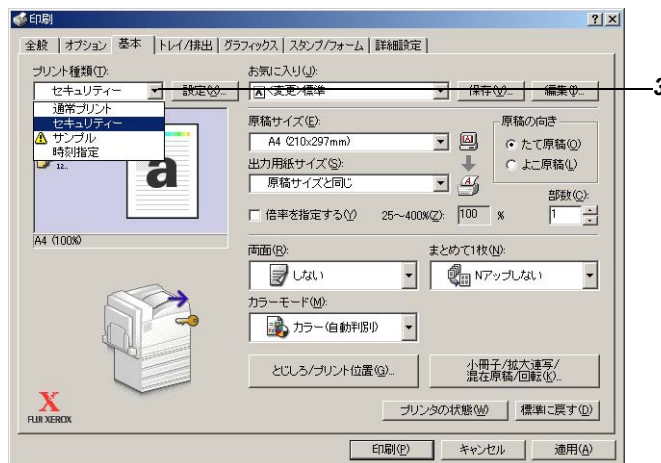 印刷
全般 オプション 基本 トレイ/排出 グラフィックス スタンプ/フォーム 詳細設定
プリント種類(T):
セキュリティー
設定(X)...
通常プリント
セキュリティー
サンプル
時刻指定
12..
a
A4 (100%)
FUJI XEROX
お気に入り(J):
A <変更>標準
保存(V)...
編集(I)...
3
原稿サイズ(E):
A4 (210x297mm)
出力用紙サイズ(S):
原稿サイズと同じ
原稿の向き
たて原稿(O)
よこ原稿(L)
倍率を指定する(Y)
25~400%(Z):
100 %
部数(C):
1
両面(R):
しない
まとめて1枚(N):
Nアップしない
カラーモード(M):
カラー(自動判別)
とじしろ/プリント位置(G)...
小冊子/拡大連写/
混在原稿/回転(K)...
プリンタの状態(W)
標準に戻す(D)
印刷(P)
キャンセル
適用(A)